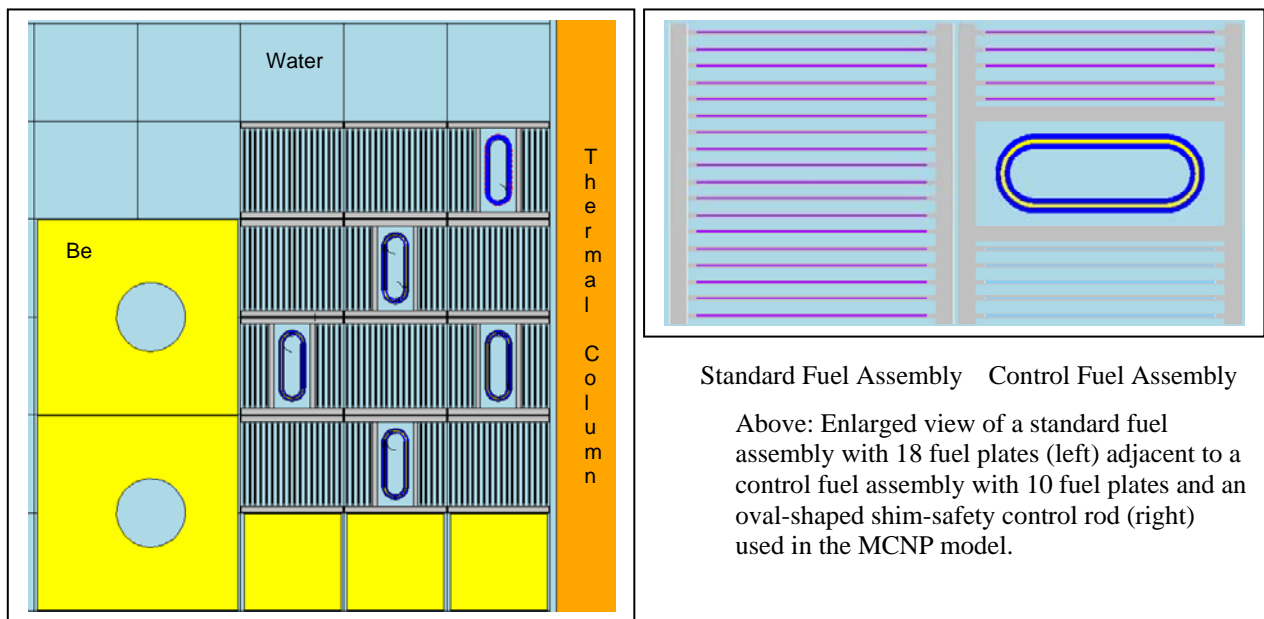 Water
Be
Thermal Column
Standard Fuel Assembly Control Fuel Assembly
Above: Enlarged view of a standard fuel
assembly with 18 fuel plates (left) adjacent to a
control fuel assembly with 10 fuel plates and an
oval-shaped shim-safety control rod (right)
used in the MCNP model.